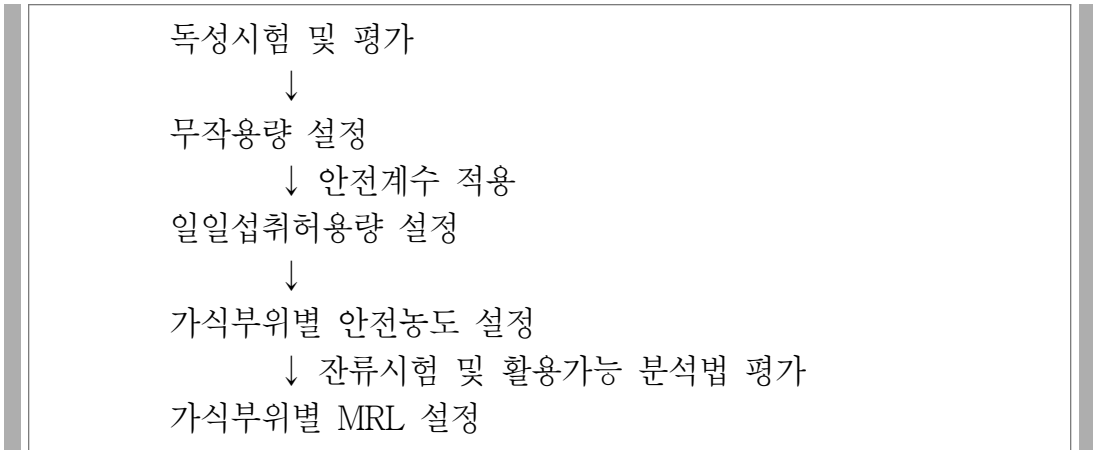 독성시험 및 평가
↓
무작용량 설정
↓ 안전계수 적용
일일섭취허용량 설정
↓
가식부위별 안전농도 설정
↓ 잔류시험 및 활용가능 분석법 평가
가식부위별 MRL 설정